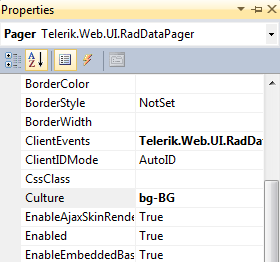 Properties
Pager Telerik.Web.UI.RadDataPager
BorderColor
BorderStyle NotSet
BorderWidth
ClientEvents Telerik.Web.UI.RadDa
ClientIDMode AutoID
CssClass
Culture bg-BG
EnableAjaxSkinRende True
Enabled True
EnableEmbeddedBas True